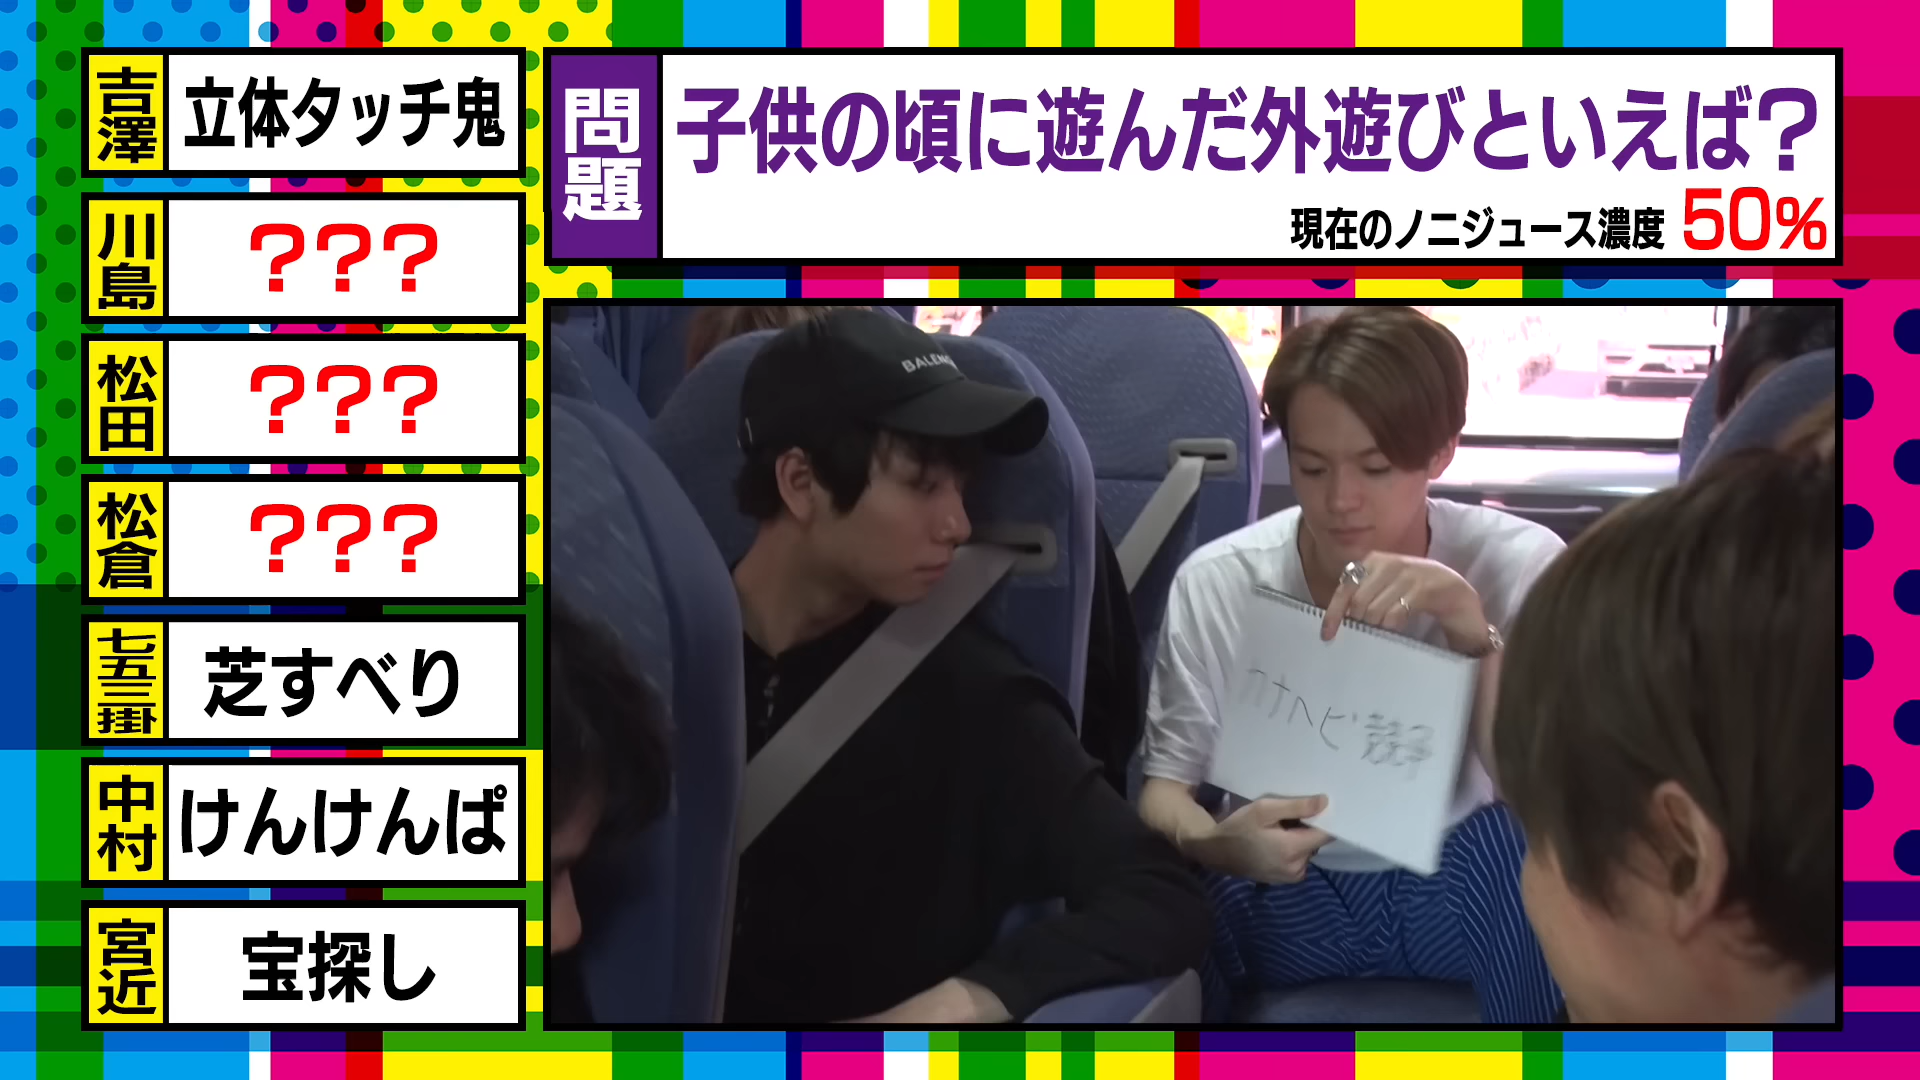 吉澤 立体タッチ鬼
川島 ???
松田 ???
松倉 ???
七五三掛 芝すべり
中村 けんけんぱ
宮近 宝探し
問題
子供の頃に遊んだ外遊びといえば?
現在のノニジュース濃度 50%